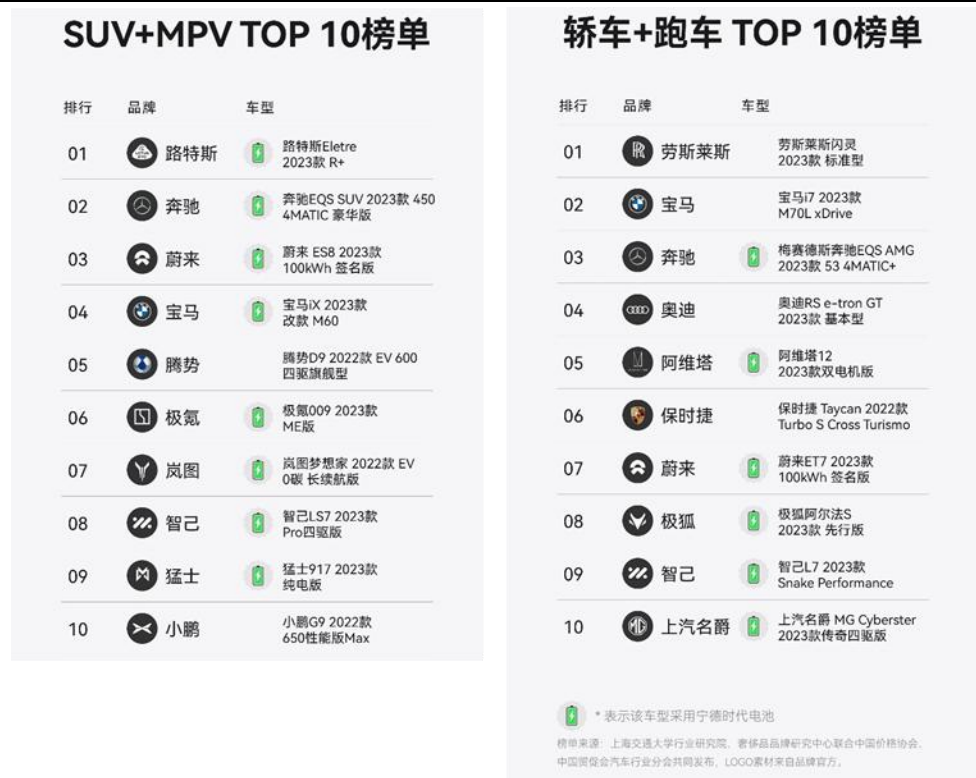 SUV+MPV TOP 10榜单
排行 品牌 车型
01 路特斯 路特斯Eletre
2023款 R+
02 奔驰 奔驰EQS SUV 2023款 450
4MATIC 豪华版
03 蔚来 蔚来 ES8 2023款
100kWh 签名版
04 宝马 宝马iX 2023款
改款 M60
05 腾势 腾势D9 2022款 EV 600
四驱旗舰型
06 极氪 极氪009 2023款
ME版
07 岚图 岚图梦想家 2022款 EV
0碳 长续航版
08 智己 智己LS7 2023款
Pro四驱版
09 猛士 猛士917 2023款
纯电版
10 小鹏 小鹏G9 2022款
650性能版Max
轿车+跑车 TOP 10榜单
排行 品牌 车型
01 劳斯莱斯 劳斯莱斯闪灵
2023款 标准型
02 宝马 宝马i7 2023款
M70L xDrive
03 奔驰 梅赛德斯奔驰EQS AMG
2023款 53 4MATIC+
04 奥迪 奥迪RS e-tron GT
2023款 基本型
05 阿维塔 阿维塔12
2023款双电机版
06 保时捷 保时捷 Taycan 2022款
Turbo S Cross Turismo
07 蔚来 蔚来ET7 2023款
100kWh 签名版
08 极狐 极狐阿尔法S
2023款 先行版
09 智己 智己L7 2023款
Snake Performance
10 上汽名爵 上汽名爵 MG Cyberster
2023款传奇四驱版
* 表示该车型采用宁德时代电池
榜单来源：上海交通大学行业研究院、奢侈品品牌研究中心联合中国价格协会、
中国贸促会汽车行业分会共同发布，LOGO素材来自品牌官方。